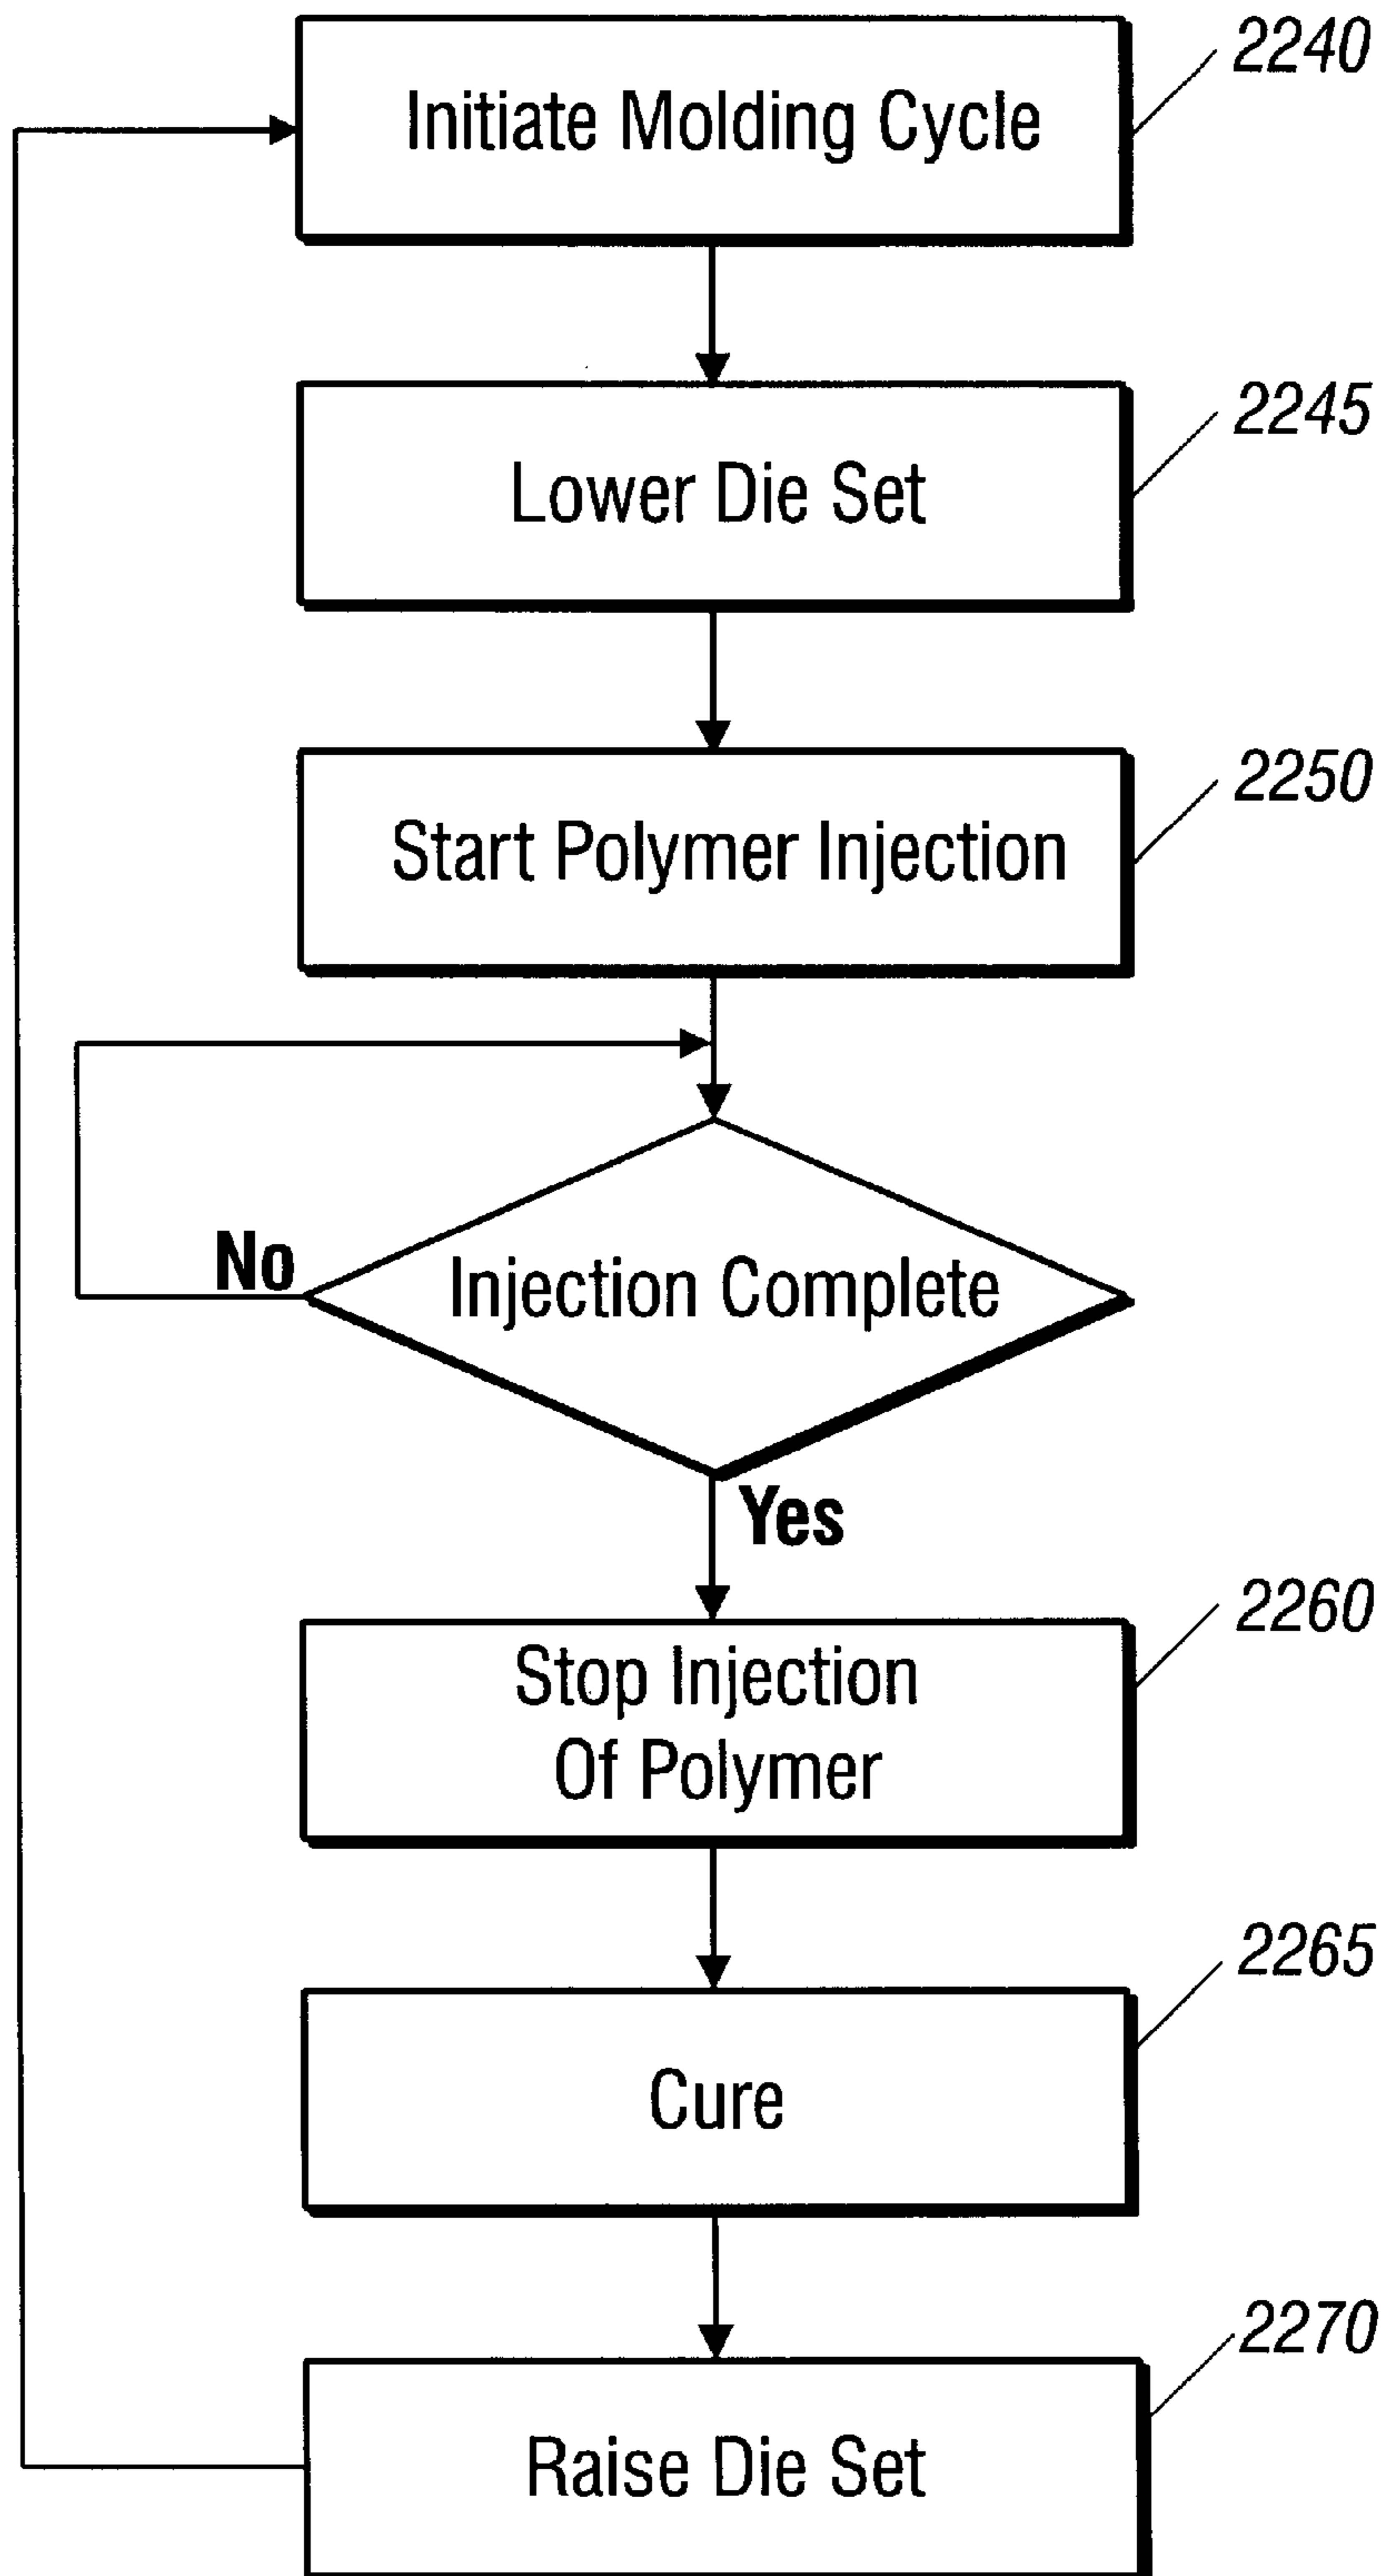 Initiate Molding Cycle
2240
Lower Die Set
2245
Start Polymer Injection
2250
Injection Complete
No
Yes
Stop Injection
Of Polymer
2260
Cure
2265
Raise Die Set
2270